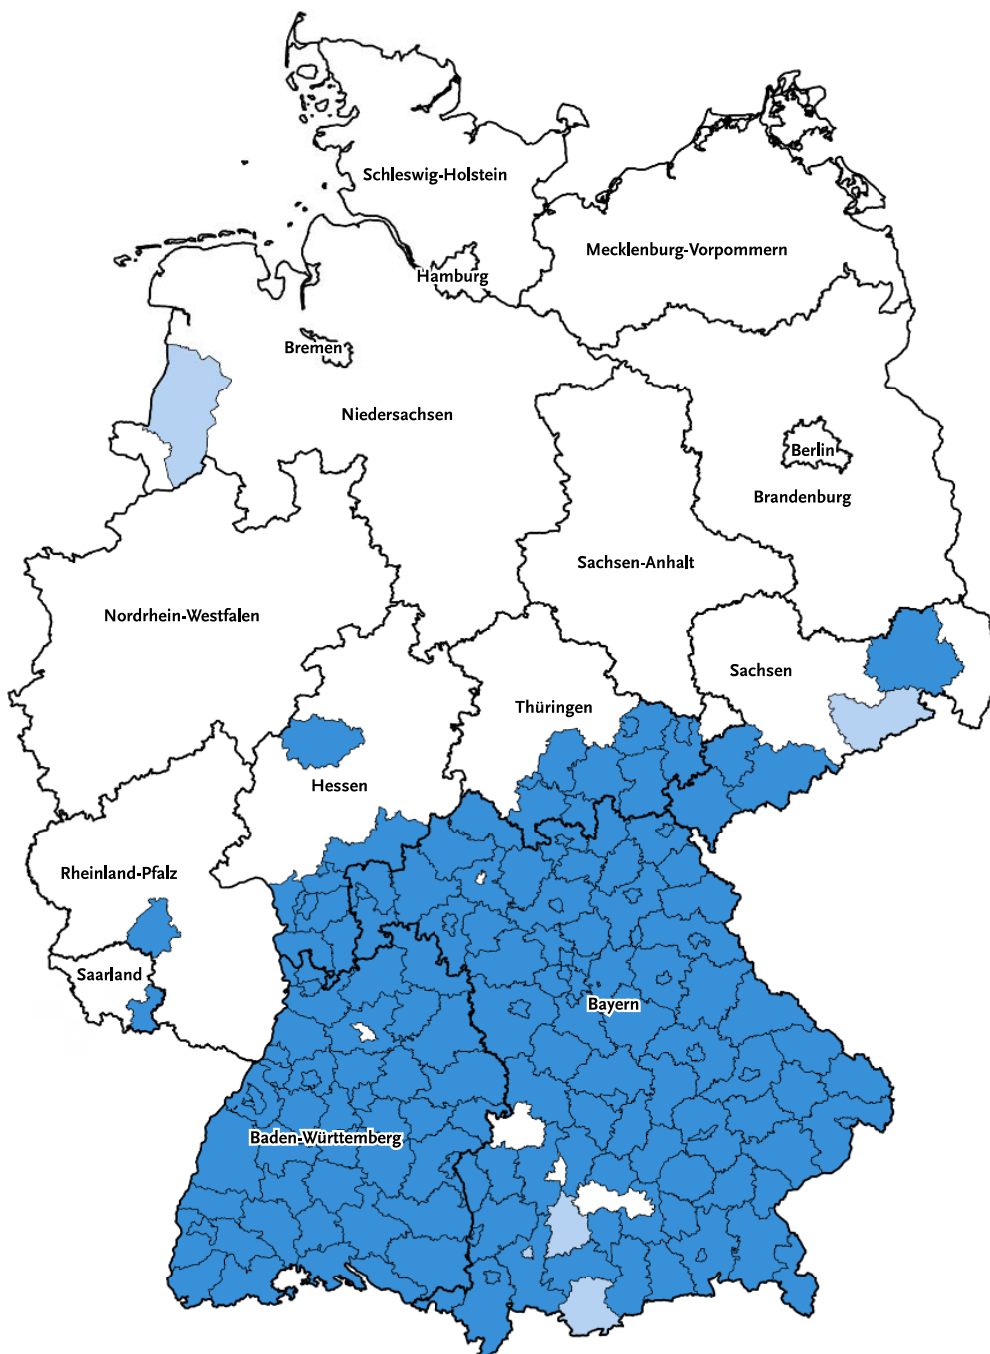 Schleswig-Holstein
Mecklenburg-Vorpommern
Hamburg
Bremen
Niedersachsen
Berlin
Brandenburg
Sachsen-Anhalt
Nordrhein-Westfalen
Sachsen
Thüringen
Hessen
Rheinland-Pfalz
Saarland
Bayern
Baden-Württemberg